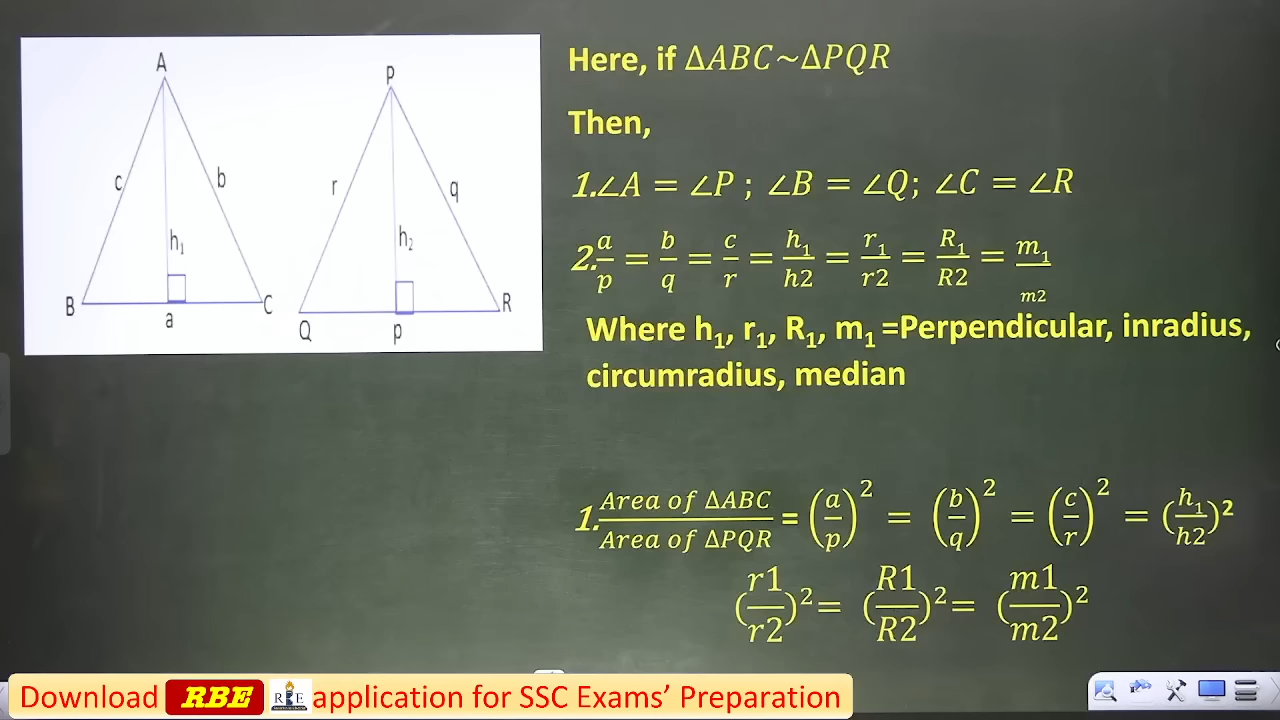 A
P
c
b
r
q
h₁
h₂
B
C
a
Q
R
p
Here, if ΔABC~ΔPQR
Then,
1.∠A = ∠P ; ∠B = ∠Q; ∠C = ∠R
2. a/p = b/q = c/r = h₁/h2 = r₁/r2 = R₁/R2 = m₁/m2
Where h₁, r₁, R₁, m₁ =Perpendicular, inradius,
circumradius, median
1. Area of ΔABC/Area of ΔPQR = (a/p)² = (b/q)² = (c/r)² = (h₁/h2)²
(r1/r2)²= (R1/R2)²= (m1/m2)²
Download RBE RBE application for SSC Exams' Preparation